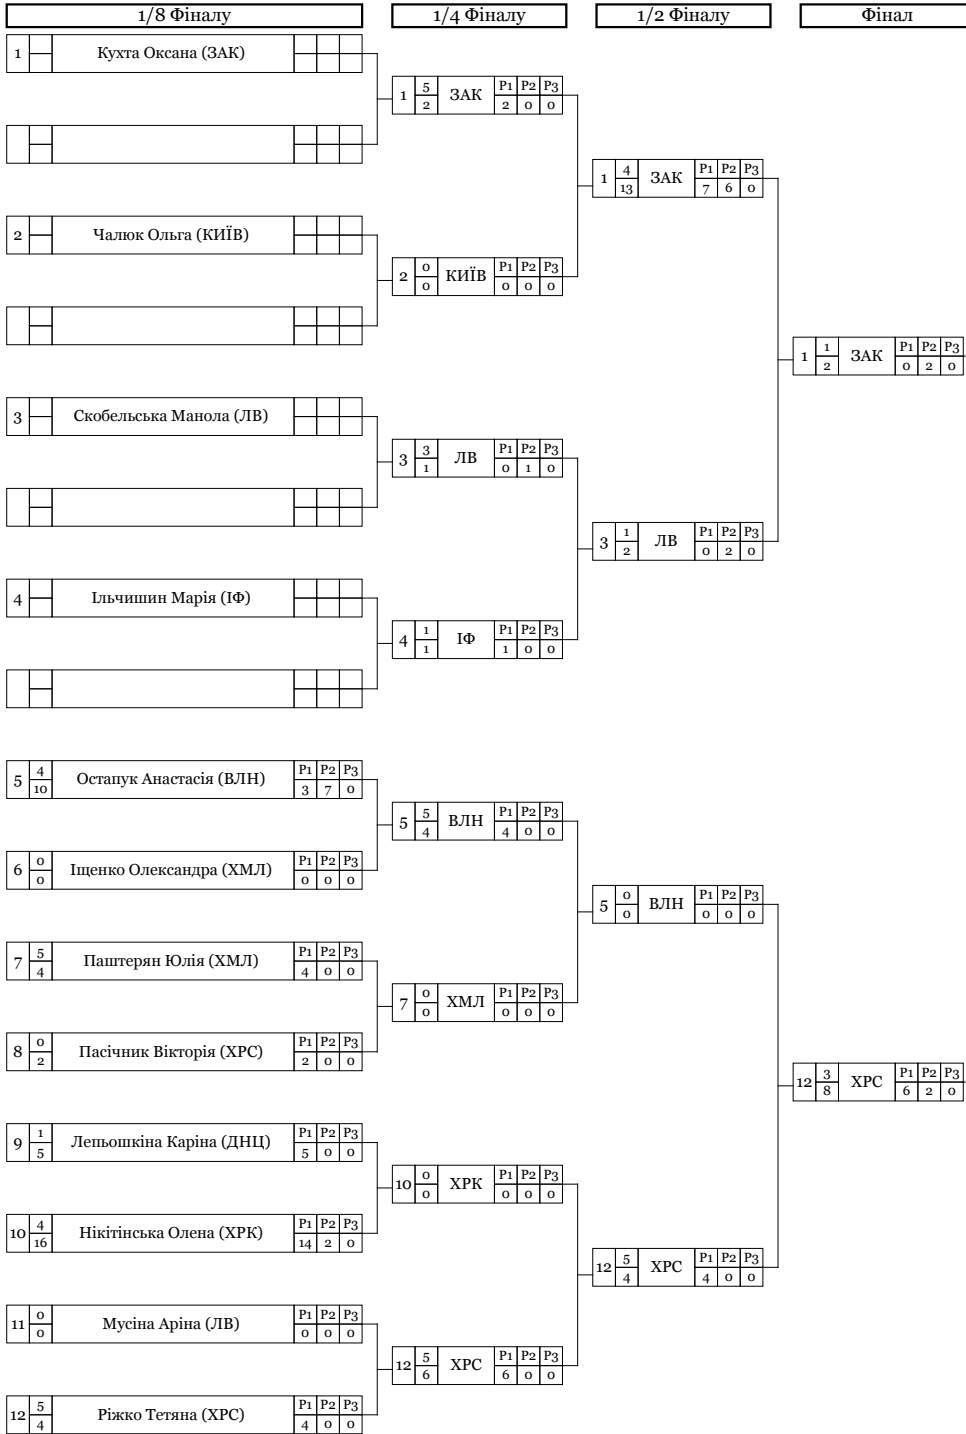 1/8 Фіналу 1/4 Фіналу 1/2 Фіналу Фінал
1 Кухта Оксана (ЗАК)
1 5 2 ЗАК P1 P2 P3 2 0 0
1 4 13 ЗАК P1 P2 P3 7 6 0
2 Чалюк Ольга (КИЇВ)
2 0 0 КИЇВ P1 P2 P3 0 0 0
1 1 2 ЗАК P1 P2 P3 0 2 0
3 Скобельська Манола (ЛВ)
3 3 1 ЛВ P1 P2 P3 0 1 0
3 1 2 ЛВ P1 P2 P3 0 2 0
4 Ільчишин Марія (ІФ)
4 1 1 ІФ P1 P2 P3 1 0 0
5 4 10 Остапук Анастасія (ВЛН) P1 P2 P3 3 7 0
5 5 4 ВЛН P1 P2 P3 4 0 0
6 0 0 Іщенко Олександра (ХМЛ) P1 P2 P3 0 0 0
5 0 0 ВЛН P1 P2 P3 0 0 0
7 5 4 Паштерян Юлія (ХМЛ) P1 P2 P3 4 0 0
7 0 0 ХМЛ P1 P2 P3 0 0 0
8 0 2 Пасічник Вікторія (ХРС) P1 P2 P3 2 0 0
12 3 8 ХРС P1 P2 P3 6 2 0
9 1 5 Лепьошкіна Каріна (ДНЦ) P1 P2 P3 5 0 0
10 0 0 ХРК P1 P2 P3 0 0 0
10 4 16 Нікітінська Олена (ХРК) P1 P2 P3 14 2 0
12 5 4 ХРС P1 P2 P3 4 0 0
11 0 0 Мусіна Аріна (ЛВ) P1 P2 P3 0 0 0
12 5 6 ХРС P1 P2 P3 6 0 0
12 5 4 Ріжко Тетяна (ХРС) P1 P2 P3 4 0 0